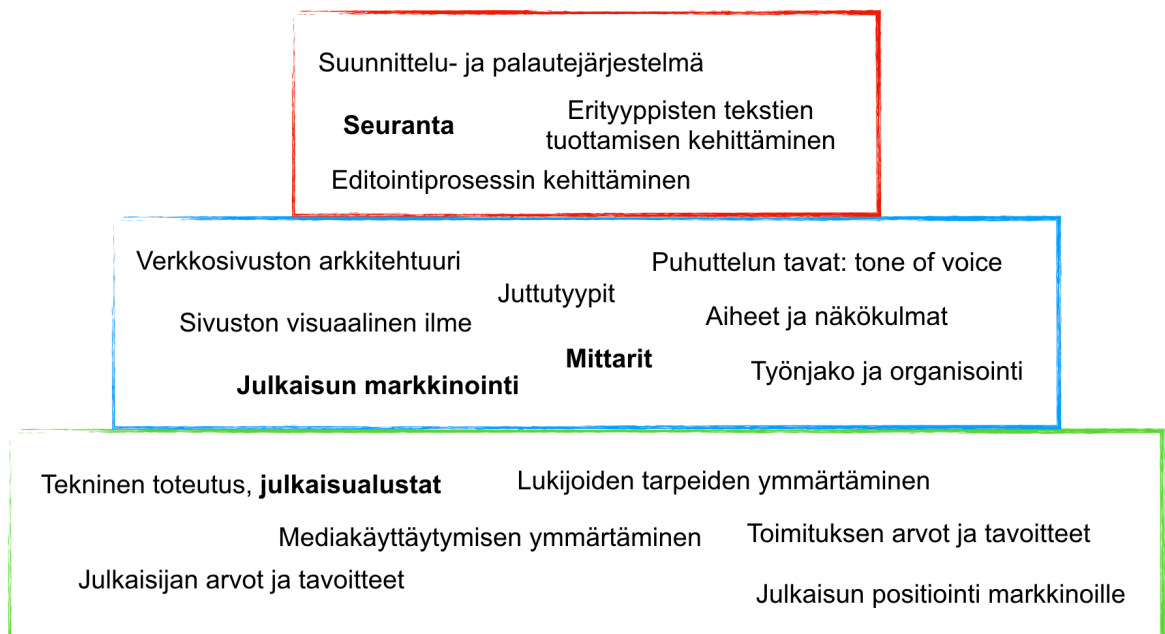 Suunnittelu- ja palautejärjestelmä
Seuranta
Erityyppisten tekstien
tuottamisen kehittäminen
Editointiprosessin kehittäminen
Verkkosivuston arkkitehtuuri
Puhuttelun tavat: tone of voice
Juttutyypit
Sivuston visuaalinen ilme
Aiheet ja näkökulmat
Mittarit
Julkaisun markkinointi
Työnjako ja organisointi
Tekninen toteutus, julkaisualustat
Lukijoiden tarpeiden ymmärtäminen
Mediakäyttäytymisen ymmärtäminen
Toimituksen arvot ja tavoitteet
Julkaisijan arvot ja tavoitteet
Julkaisun positiointi markkinoille